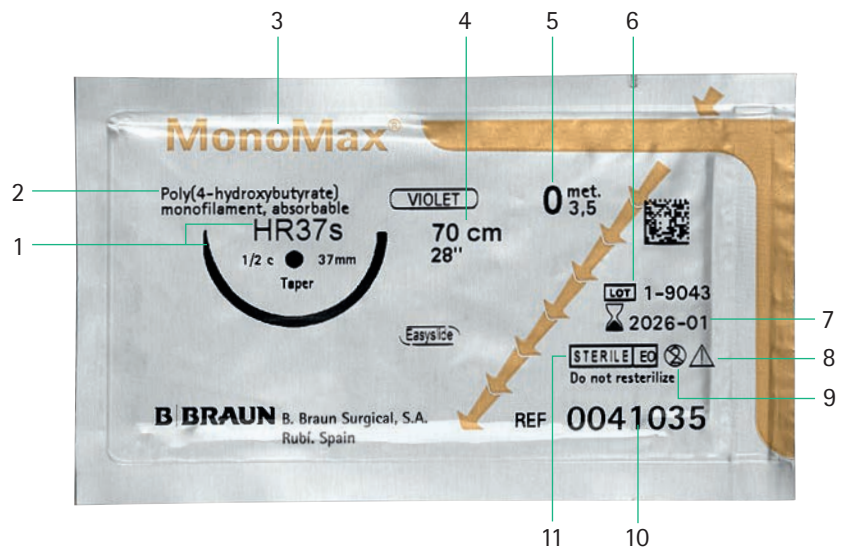 3
4
5
6
MonoMax®
2
Poly(4-hydroxybutyrate)
monofilament, absorbable
VIOLET
0 met.
3,5
1
HR37s
70 cm
28"
1/2 c
37mm
Taper
LOT 1-9043
2026-01
7
Easyslide
STERILE EO 2
8
Do not resterilize
9
B|BRAUN B. Braun Surgical, S.A.
Rubí. Spain
REF 0041035
11
10